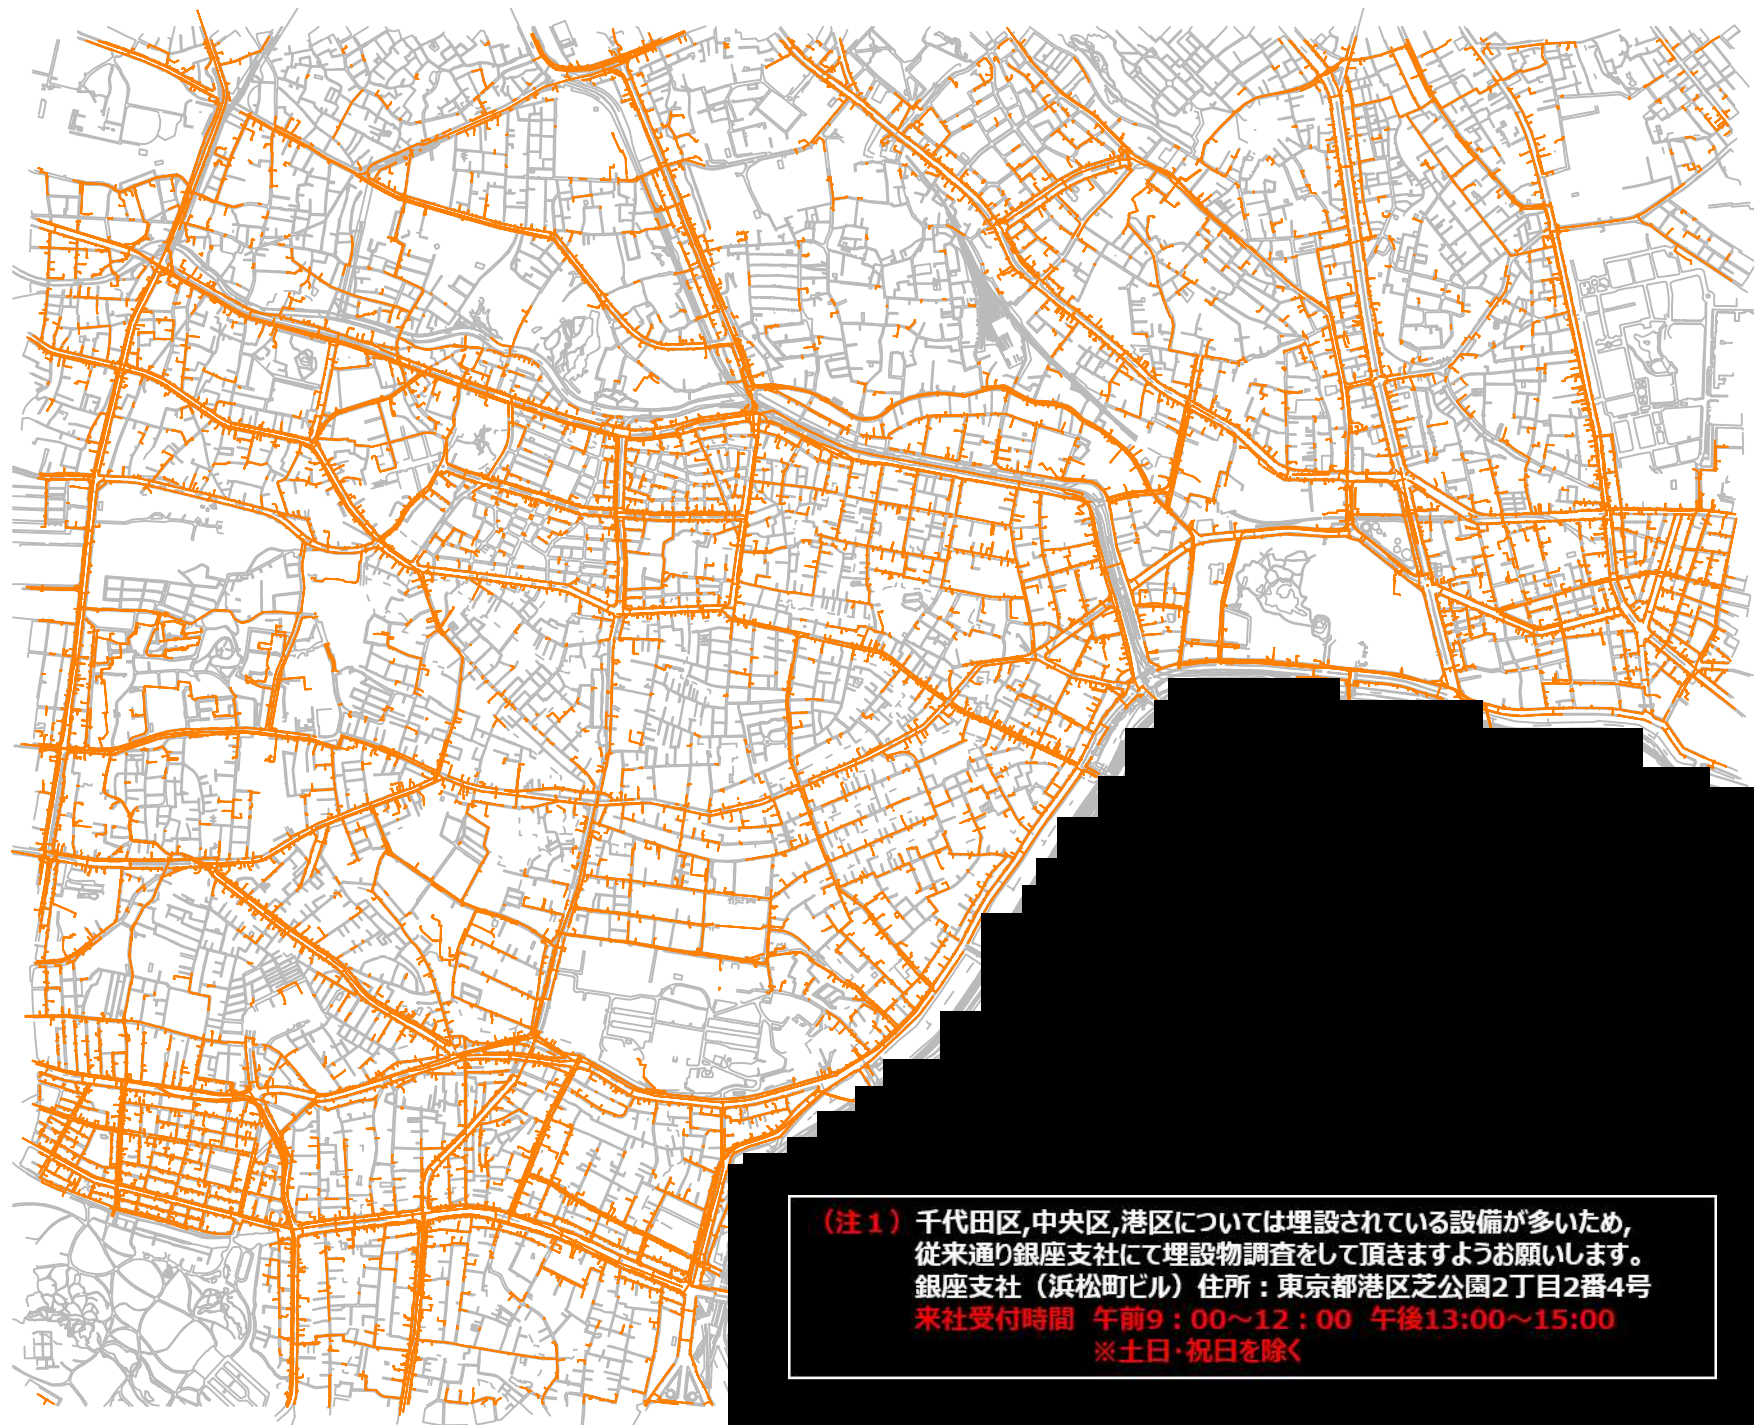 （注１）千代田区,中央区,港区については埋設されている設備が多いため,
従来通り銀座支社にて埋設物調査をして頂きますようお願いします。
銀座支社（浜松町ビル）住所：東京都港区芝公園2丁目2番4号
来社受付時間　午前9：00～12：00　午後13:00～15:00
※土日･祝日を除く